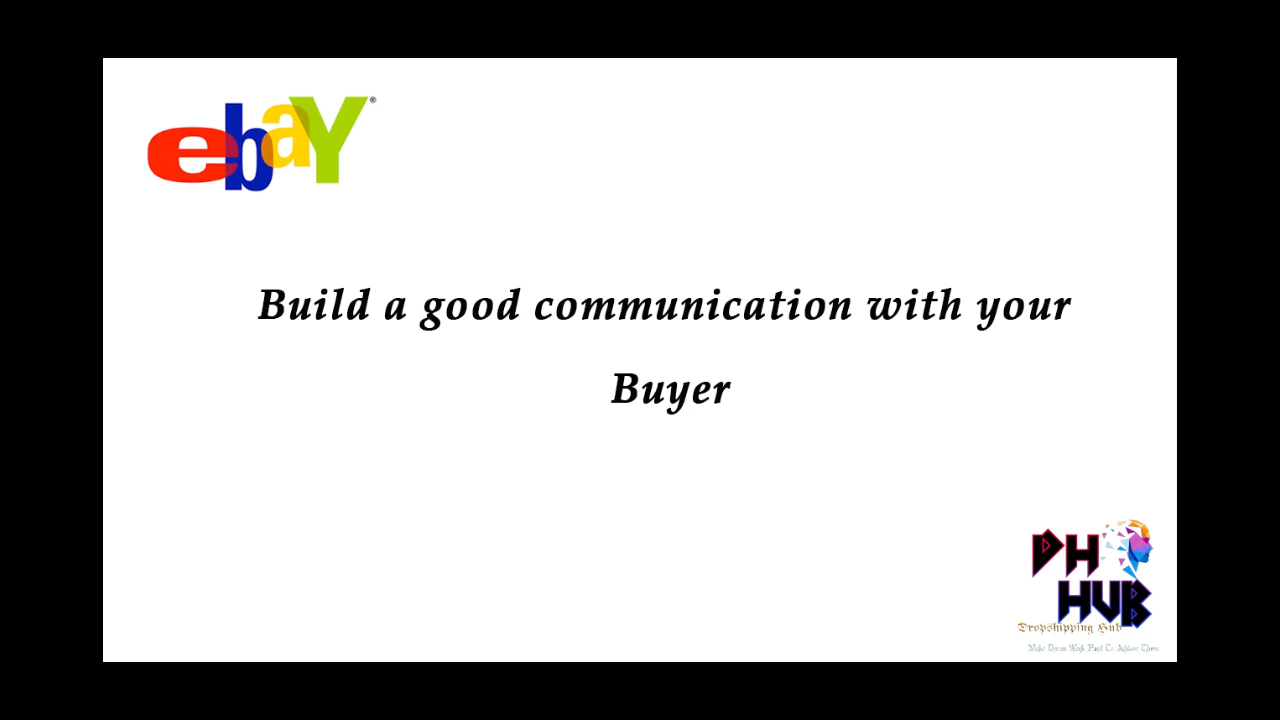 ebaY®
Build a good communication with your
Buyer
DH
HUB
Dropshipping Hub